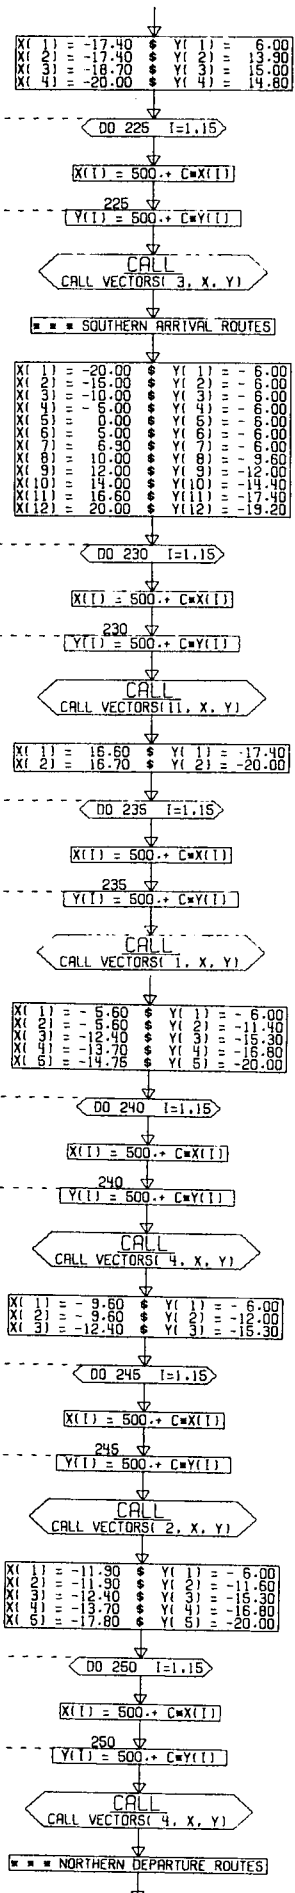 X( 1) = -17.40 $ Y( 1) = 6.00
X( 2) = -17.40 $ Y( 2) = 13.90
X( 3) = -18.70 $ Y( 3) = 15.00
X( 4) = -20.00 $ Y( 4) = 14.80
DO 225 I=1,15
X(I) = 500.+ C*X(I)
225
Y(I) = 500.+ C*Y(I)
CALL
CALL VECTORS( 3, X, Y)
* * * SOUTHERN ARRIVAL ROUTES
X( 1) = -20.00 $ Y( 1) = - 6.00
X( 2) = -15.00 $ Y( 2) = - 6.00
X( 3) = -10.00 $ Y( 3) = - 6.00
X( 4) = - 5.00 $ Y( 4) = - 6.00
X( 5) = 0.00 $ Y( 5) = - 6.00
X( 6) = 5.00 $ Y( 6) = - 6.00
X( 7) = 6.90 $ Y( 7) = - 6.00
X( 8) = 10.00 $ Y( 8) = - 9.60
X( 9) = 12.00 $ Y( 9) = -12.00
X(10) = 14.00 $ Y(10) = -14.40
X(11) = 16.60 $ Y(11) = -17.40
X(12) = 20.00 $ Y(12) = -19.20
DO 230 I=1,15
X(I) = 500.+ C*X(I)
230
Y(I) = 500.+ C*Y(I)
CALL
CALL VECTORS(11, X, Y)
X( 1) = 16.60 $ Y( 1) = -17.40
X( 2) = 16.70 $ Y( 2) = -20.00
DO 235 I=1,15
X(I) = 500.+ C*X(I)
235
Y(I) = 500.+ C*Y(I)
CALL
CALL VECTORS( 1, X, Y)
X( 1) = - 5.60 $ Y( 1) = - 6.00
X( 2) = - 5.60 $ Y( 2) = -11.40
X( 3) = -12.40 $ Y( 3) = -15.30
X( 4) = -13.70 $ Y( 4) = -16.80
X( 5) = -14.75 $ Y( 5) = -20.00
DO 240 I=1,15
X(I) = 500.+ C*X(I)
240
Y(I) = 500.+ C*Y(I)
CALL
CALL VECTORS( 4, X, Y)
X( 1) = - 9.60 $ Y( 1) = - 6.00
X( 2) = - 9.60 $ Y( 2) = -12.00
X( 3) = -12.40 $ Y( 3) = -15.30
DO 245 I=1,15
X(I) = 500.+ C*X(I)
245
Y(I) = 500.+ C*Y(I)
CALL
CALL VECTORS( 2, X, Y)
X( 1) = -11.90 $ Y( 1) = - 6.00
X( 2) = -11.90 $ Y( 2) = -11.60
X( 3) = -12.40 $ Y( 3) = -15.30
X( 4) = -13.70 $ Y( 4) = -16.80
X( 5) = -17.80 $ Y( 5) = -20.00
DO 250 I=1,15
X(I) = 500.+ C*X(I)
250
Y(I) = 500.+ C*Y(I)
CALL
CALL VECTORS( 4, X, Y)
* * * NORTHERN DEPARTURE ROUTES